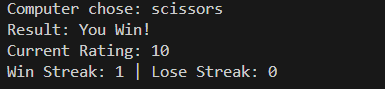 Computer chose: scissors
Result: You Win!
Current Rating: 10
Win Streak: 1 | Lose Streak: 0